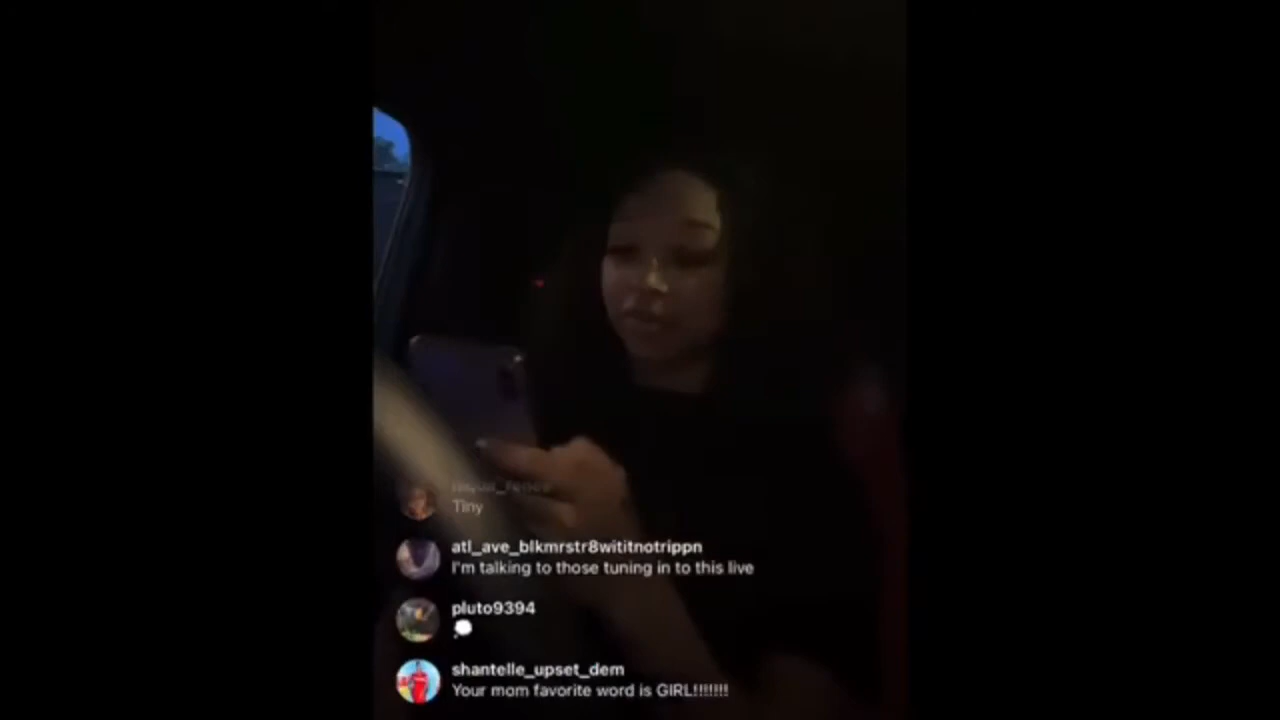 Tiny
atl_ave_blkmrstr8wititnotrippn
I'm talking to those tuning in to this live
pluto9394
shantelle_upset_dem
Your mom favorite word is GIRL!!!!!!!